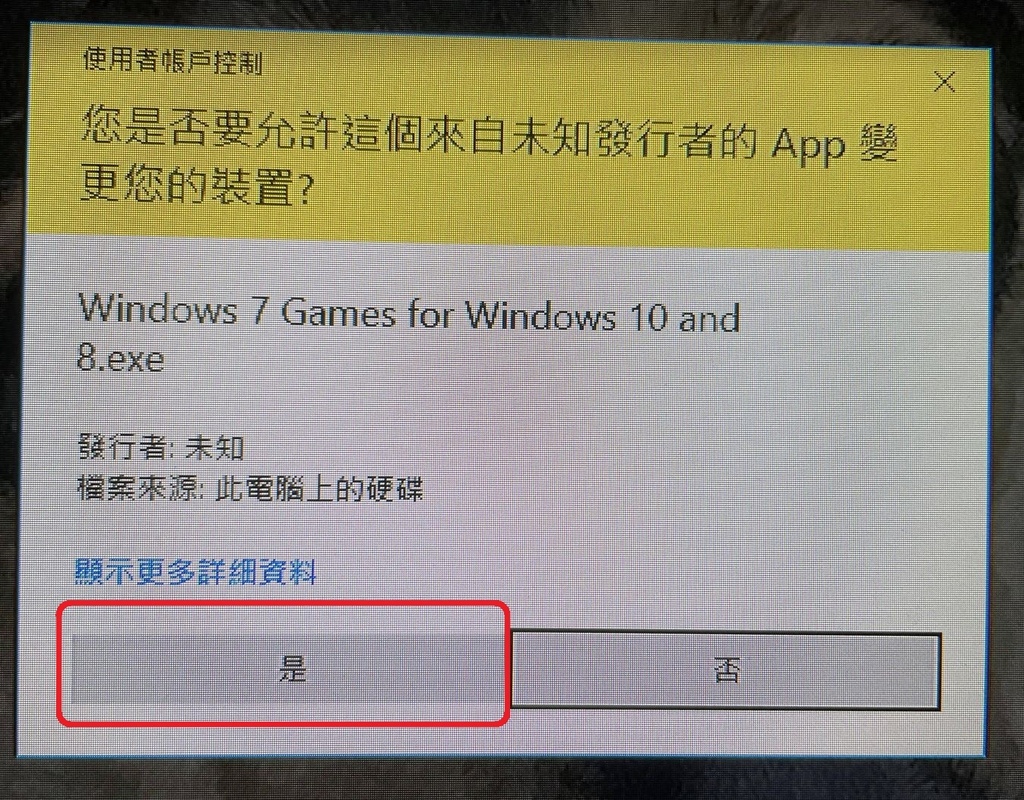 使用者帳戶控制
您是否要允許這個來自未知發行者的 App 變
更您的裝置?
Windows 7 Games for Windows 10 and
8.exe
發行者: 未知
檔案來源: 此電腦上的硬碟
顯示更多詳細資料
是
否